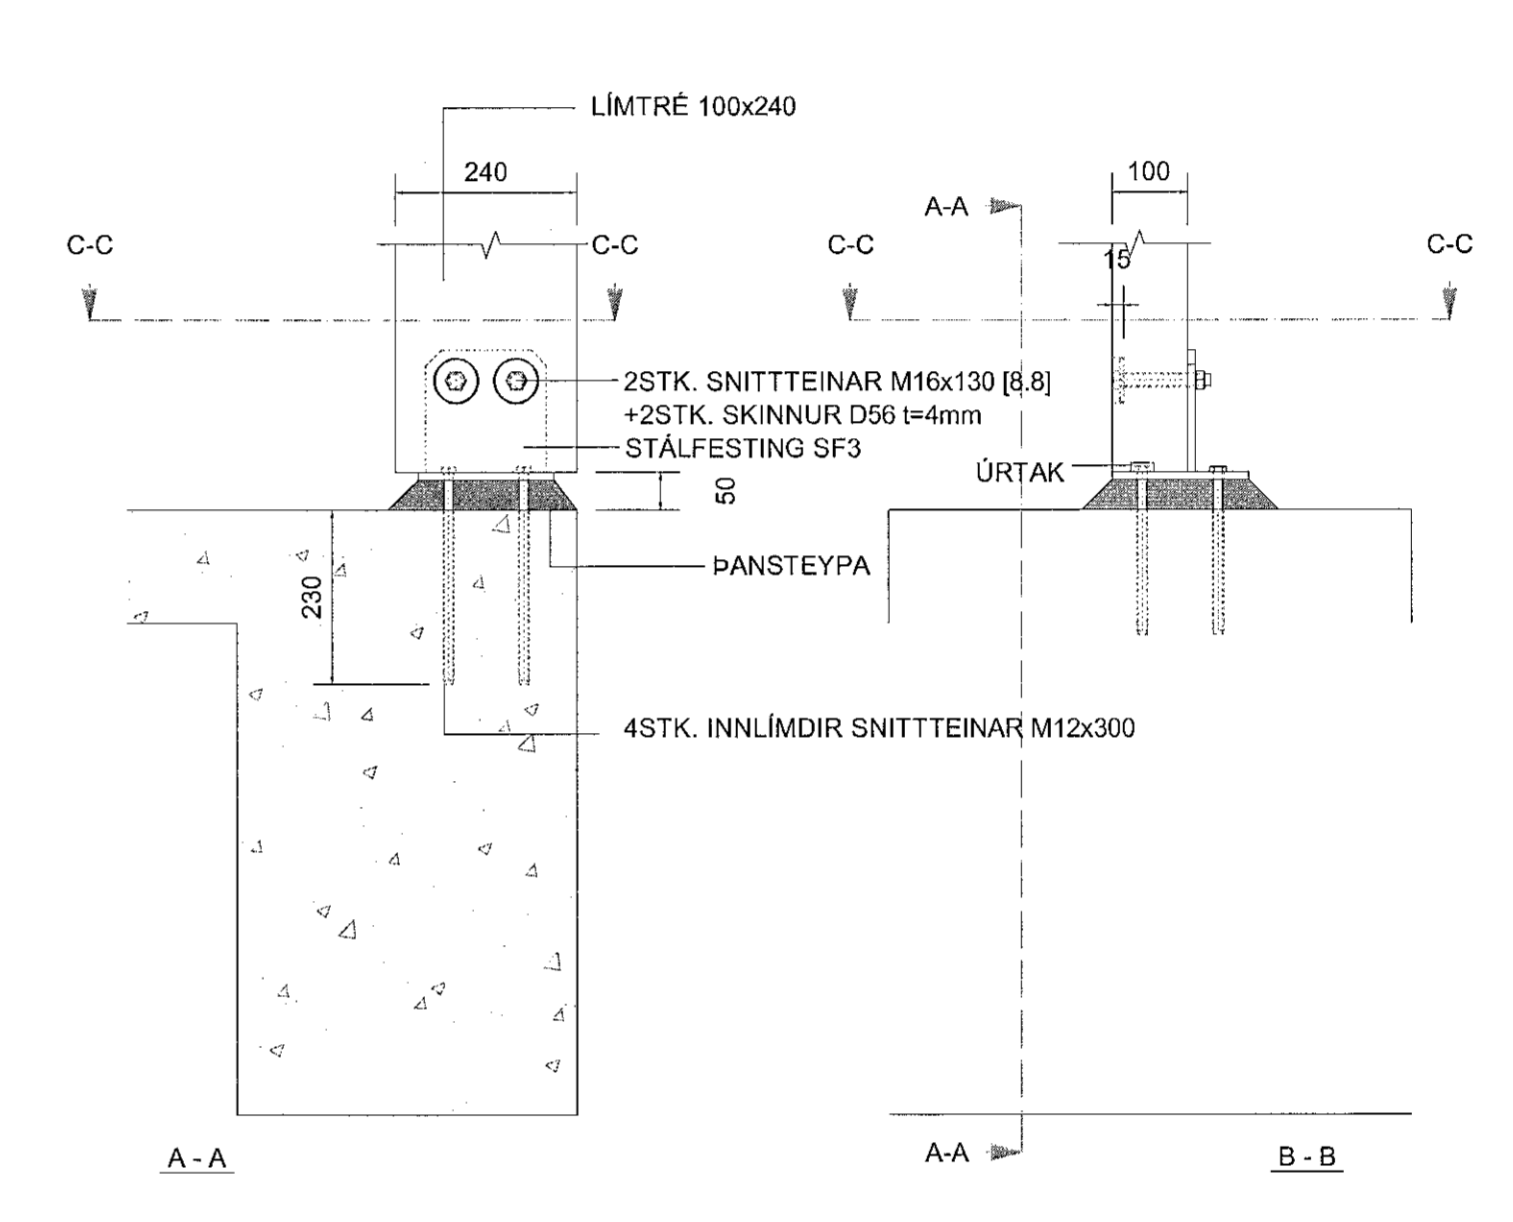 LÍMTRÉ 100x240
240
100
A-A
C-C
C-C
C-C
C-C
15
2STK. SNITTTEINAR M16x130 [8.8]
+2STK. SKINNUR D56 t=4mm
STÁLFESTING SF3
ÚRTAK
50
ÞANSTEYPA
230
4STK. INNLÍMDIR SNITTTEINAR M12x300
A - A
A-A
B - B